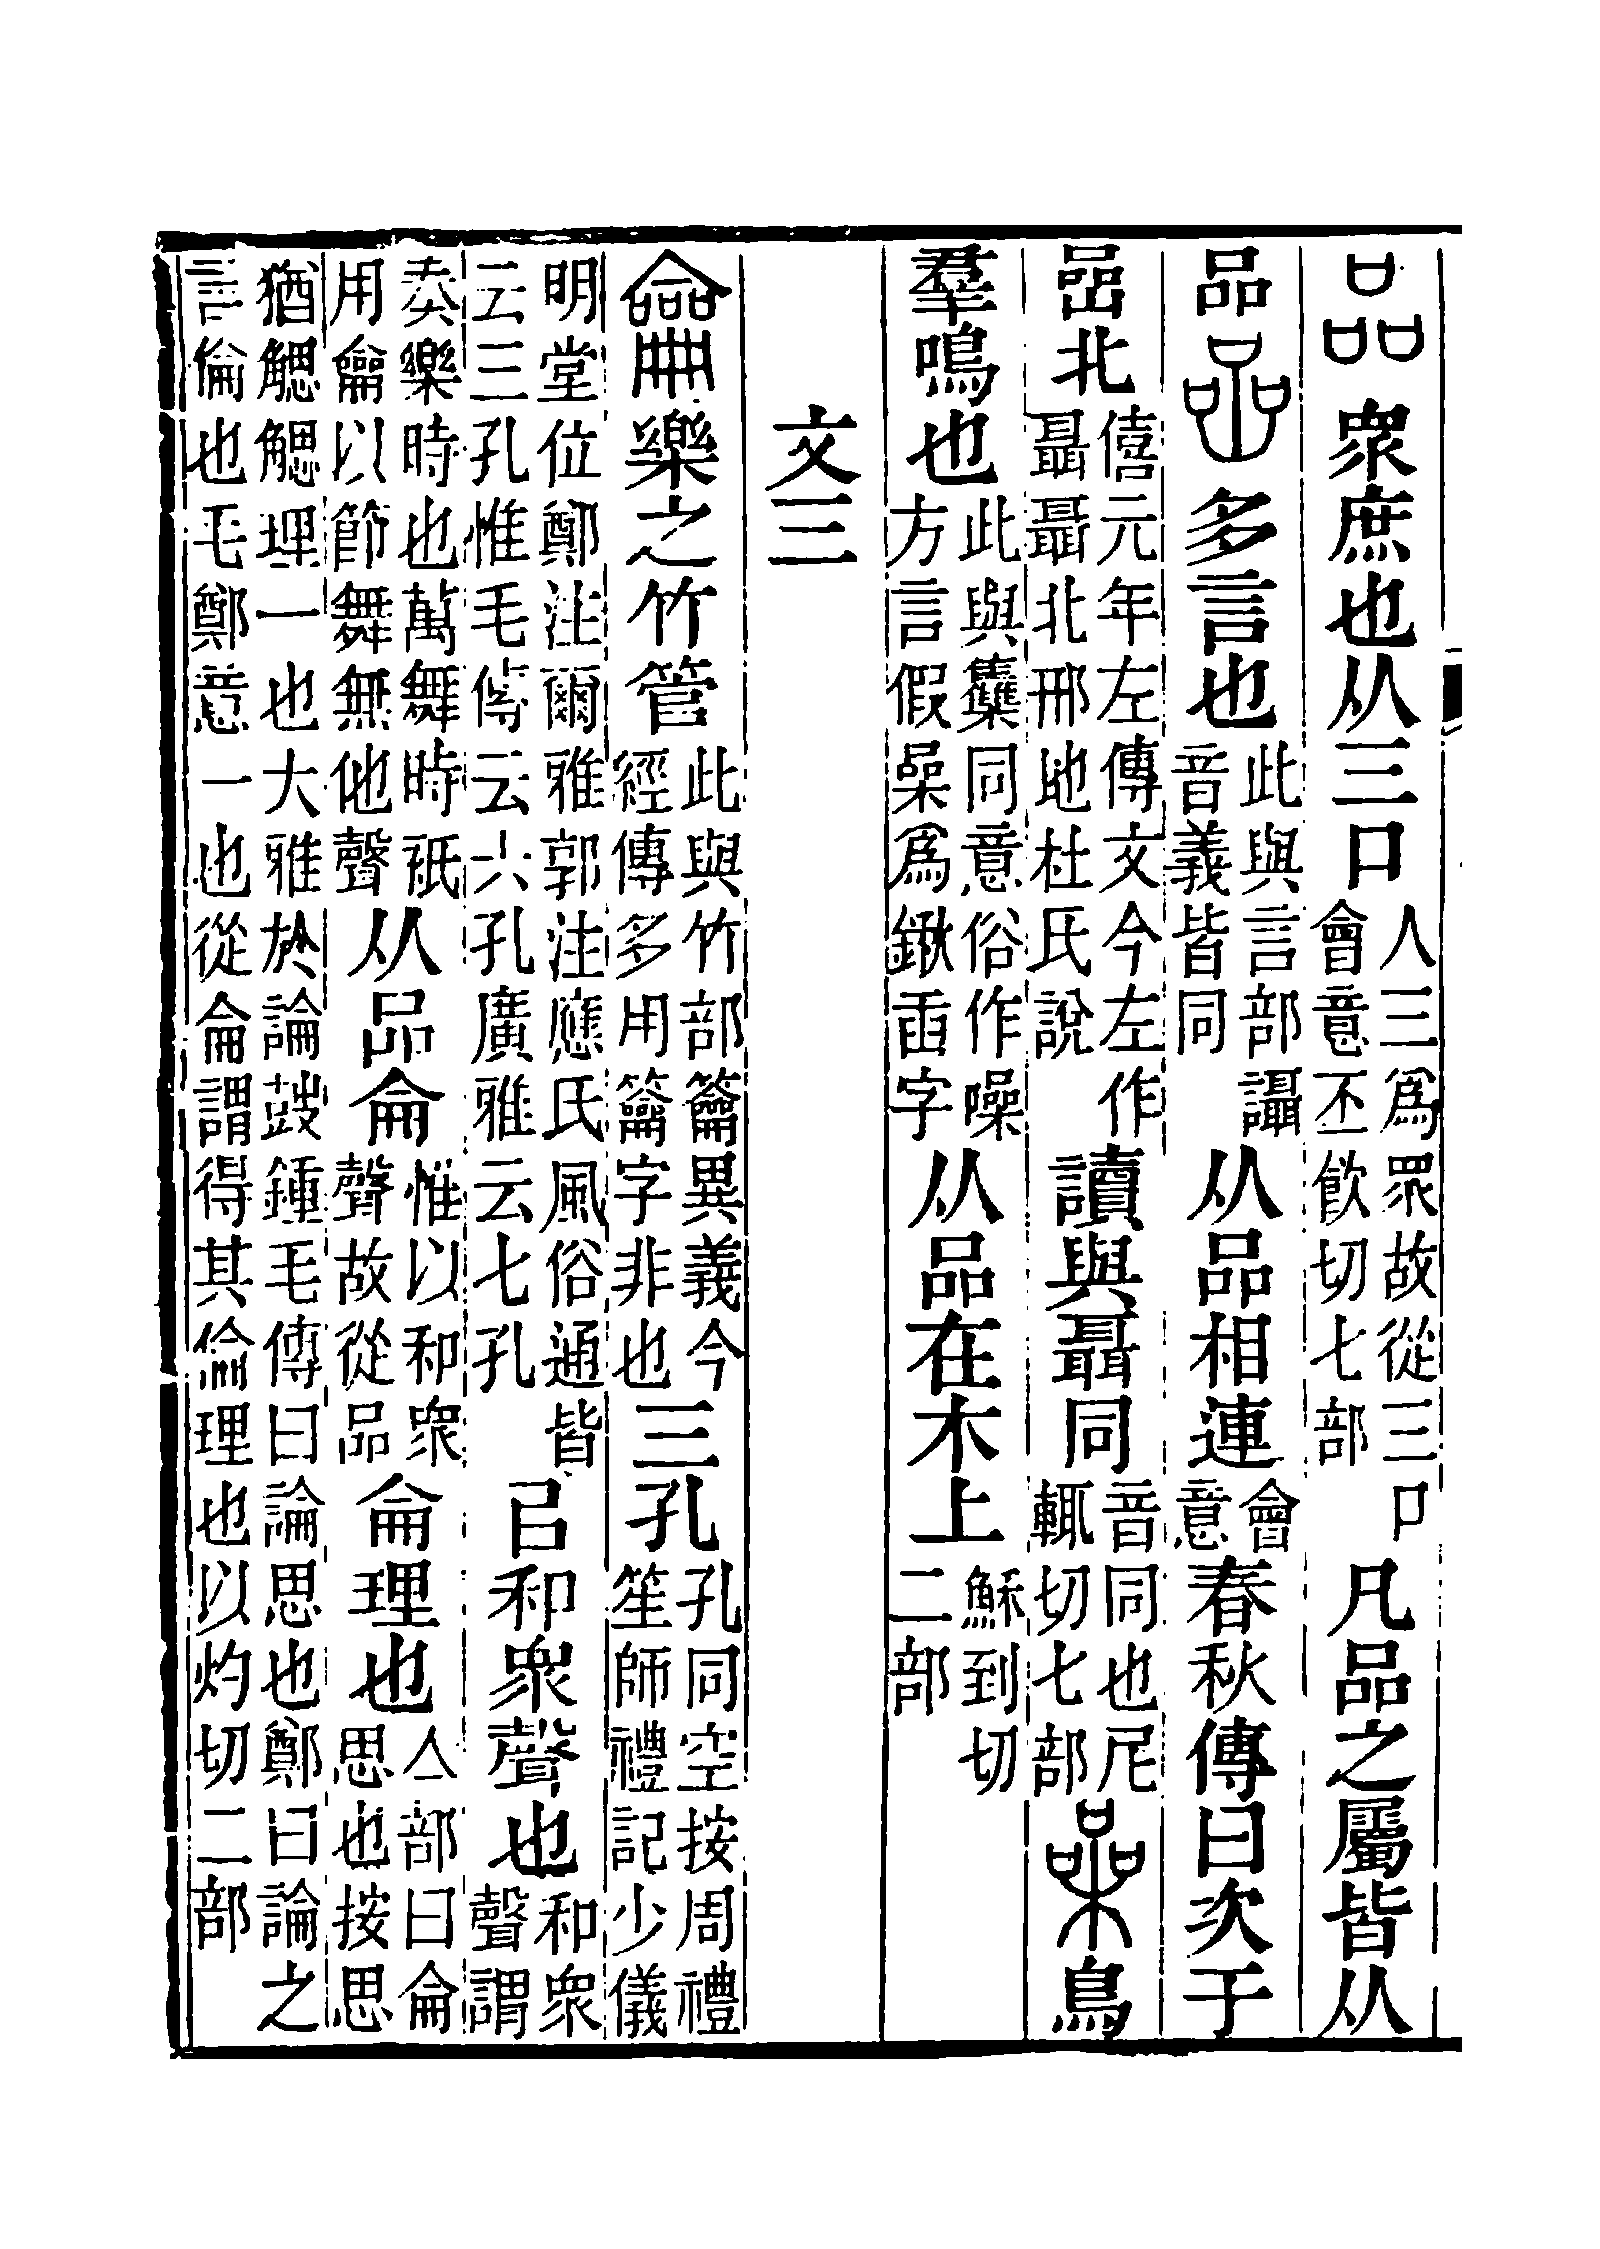 品衆庶也从三口人三爲眾故從三口會意丕飮切七部凡品之屬皆从
品喦多言也此與言部讘音義皆同从品相連會意春秋傳曰次于
喦北僖元年左傳文今左作聶聶北邢地杜氏說讀與聶同音同也尼輒切七部喿鳥
羣鳴也此與雧同意俗作噪方言假喿爲鍬臿字从品在木上穌到切二部
文三
龠樂之竹管此與竹部籥異義今經傳多用籥字非也三孔孔同空按周禮笙師禮記少儀
明堂位鄭注爾雅郭注應氏風俗通皆云三孔惟毛傳云六孔廣雅云七孔㠯和衆聲也和衆聲謂
奏樂時也萬舞時祇用龠以節舞無他聲从品侖惟以和衆聲故從品侖理也亼部曰侖思也按思
猶䚡䚡理一也大雅於論鼓鍾毛傳曰論思也鄭曰論之言倫也毛鄭意一也從侖謂得其倫理也以灼切二部